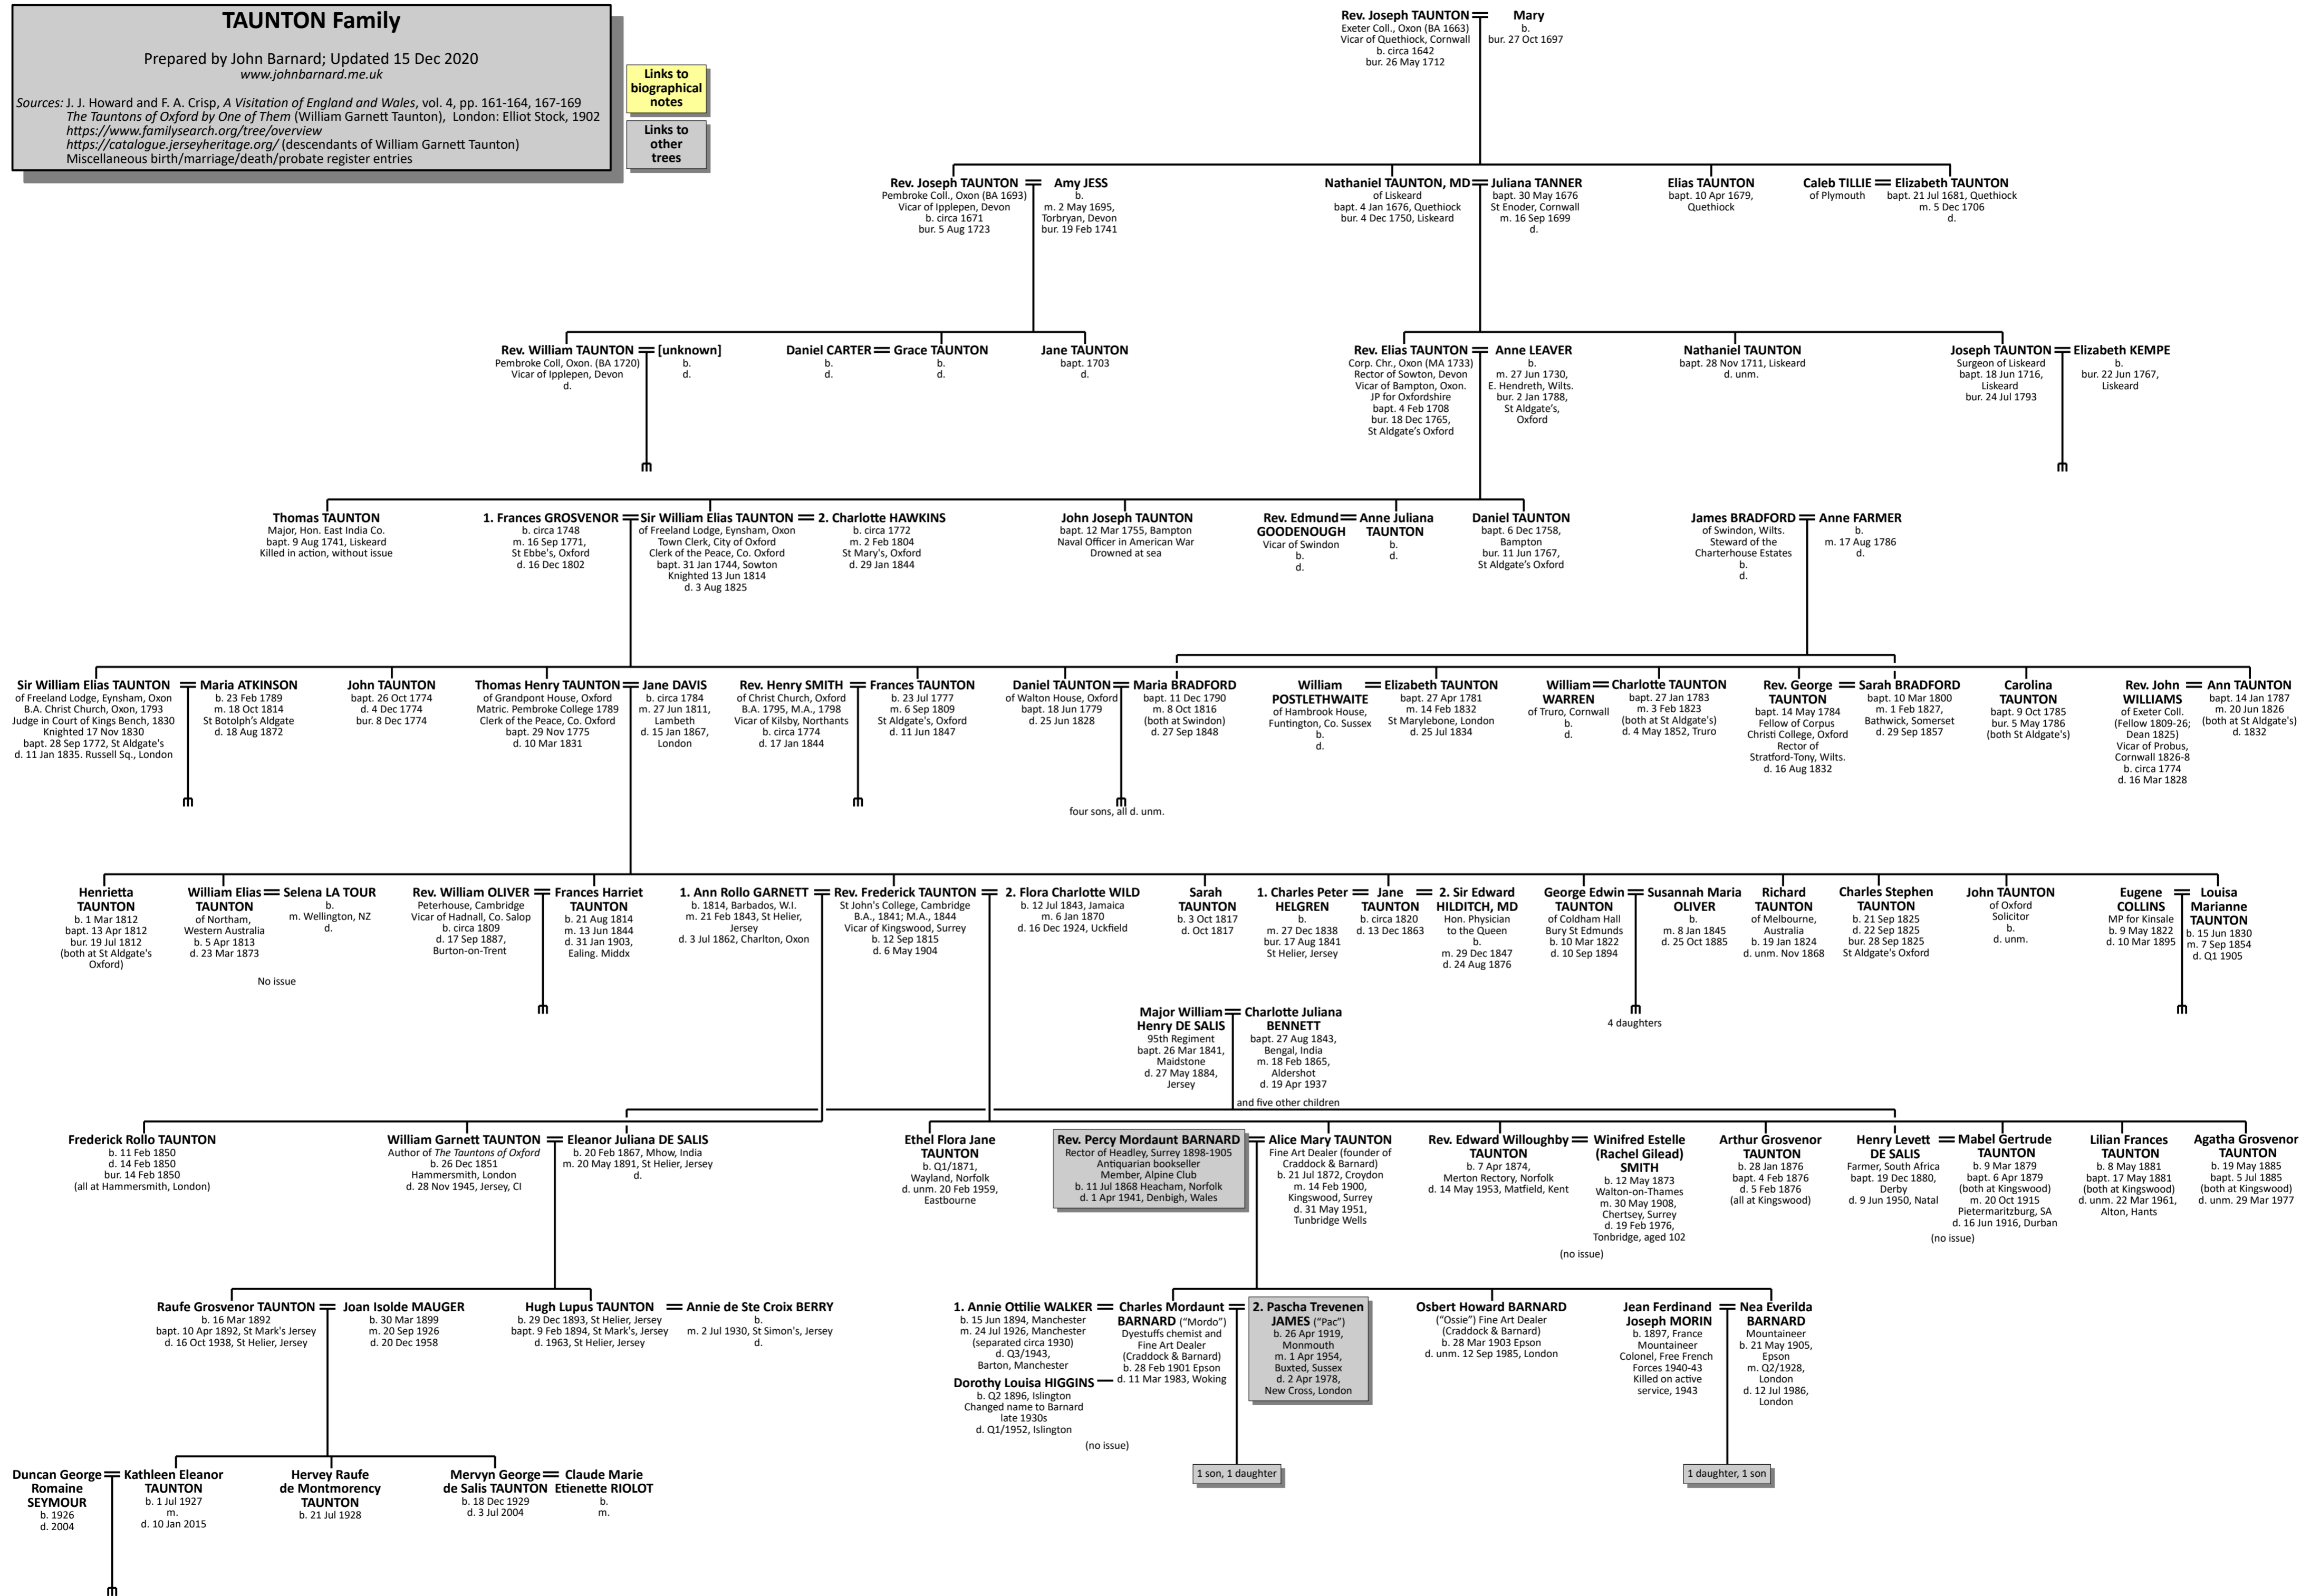 TAUNTON Family
Prepared by John Barnard; Updated 15 Dec 2020
www.johnbarnard.me.uk
Sources: J. J. Howard and F. A. Crisp, A Visitation of England and Wales, vol. 4, pp. 161-164, 167-169
The Tauntons of Oxford by One of Them (William Garnett Taunton), London: Elliot Stock, 1902
https://www.familysearch.org/tree/overview
https://catalogue.jerseyheritage.org/ (descendants of William Garnett Taunton)
Miscellaneous birth/marriage/death/probate register entries
Links to
biographical
notes
Links to
other
trees
Rev. Joseph TAUNTON
Exeter Coll., Oxon (BA 1663)
Vicar of Quethiock, Cornwall
b. circa 1642
bur. 26 May 1712
Mary
b.
bur. 27 Oct 1697
Rev. Joseph TAUNTON
Pembroke Coll., Oxon (BA 1693)
Vicar of Ipplepen, Devon
b. circa 1671
bur. 5 Aug 1723
Amy JESS
b.
m. 2 May 1695,
Torbryan, Devon
bur. 19 Feb 1741
Nathaniel TAUNTON, MD
of Liskeard
bapt. 4 Jan 1676, Quethiock
bur. 4 Dec 1750, Liskeard
Juliana TANNER
bapt. 30 May 1676
St Enoder, Cornwall
m. 16 Sep 1699
d.
Elias TAUNTON
bapt. 10 Apr 1679,
Quethiock
Caleb TILLIE
of Plymouth
Elizabeth TAUNTON
bapt. 21 Jul 1681, Quethiock
m. 5 Dec 1706
d.
Rev. William TAUNTON
Pembroke Coll, Oxon. (BA 1720)
Vicar of Ipplepen, Devon
d.
[unknown]
b.
d.
Daniel CARTER
b.
d.
Grace TAUNTON
b.
d.
Jane TAUNTON
bapt. 1703
d.
Rev. Elias TAUNTON
Corp. Chr., Oxon (MA 1733)
Rector of Sowton, Devon
Vicar of Bampton, Oxon.
JP for Oxfordshire
bapt. 4 Feb 1708
bur. 18 Dec 1765,
St Aldgate's Oxford
Anne LEAVER
b.
m. 27 Jun 1730,
E. Hendreth, Wilts.
bur. 2 Jan 1788,
St Aldgate's,
Oxford
Nathaniel TAUNTON
bapt. 28 Nov 1711, Liskeard
d. unm.
Joseph TAUNTON
Surgeon of Liskeard
bapt. 18 Jun 1716,
Liskeard
bur. 24 Jul 1793
Elizabeth KEMPE
b.
bur. 22 Jun 1767,
Liskeard
Thomas TAUNTON
Major, Hon. East India Co.
bapt. 9 Aug 1741, Liskeard
Killed in action, without issue
1. Frances GROSVENOR
b. circa 1748
m. 16 Sep 1771,
St Ebbe's, Oxford
d. 16 Dec 1802
Sir William Elias TAUNTON
of Freeland Lodge, Eynsham, Oxon
Town Clerk, City of Oxford
Clerk of the Peace, Co. Oxford
bapt. 31 Jan 1744, Sowton
Knighted 13 Jun 1814
d. 3 Aug 1825
2. Charlotte HAWKINS
b. circa 1772
m. 2 Feb 1804
St Mary's, Oxford
d. 29 Jan 1844
John Joseph TAUNTON
bapt. 12 Mar 1755, Bampton
Naval Officer in American War
Drowned at sea
Rev. Edmund
GOODENOUGH
Vicar of Swindon
b.
d.
Anne Juliana
TAUNTON
b.
d.
Daniel TAUNTON
bapt. 6 Dec 1758,
Bampton
bur. 11 Jun 1767,
St Aldgate's Oxford
James BRADFORD
of Swindon, Wilts.
Steward of the
Charterhouse Estates
b.
d.
Anne FARMER
b.
m. 17 Aug 1786
d.
Sir William Elias TAUNTON
of Freeland Lodge, Eynsham, Oxon
B.A. Christ Church, Oxon, 1793
Judge in Court of Kings Bench, 1830
Knighted 17 Nov 1830
bapt. 28 Sep 1772, St Aldgate's
d. 11 Jan 1835. Russell Sq., London
Maria ATKINSON
b. 23 Feb 1789
m. 18 Oct 1814
St Botolph's Aldgate
d. 18 Aug 1872
John TAUNTON
bapt. 26 Oct 1774
d. 4 Dec 1774
bur. 8 Dec 1774
Thomas Henry TAUNTON
of Grandpont House, Oxford
Matric. Pembroke College 1789
Clerk of the Peace, Co. Oxford
bapt. 29 Nov 1775
d. 10 Mar 1831
Jane DAVIS
b. circa 1784
m. 27 Jun 1811,
Lambeth
d. 15 Jan 1867,
London
Rev. Henry SMITH
of Christ Church, Oxford
B.A. 1795, M.A., 1798
Vicar of Kilsby, Northants
b. circa 1774
d. 17 Jan 1844
Frances TAUNTON
b. 23 Jul 1777
m. 6 Sep 1809
St Aldgate's, Oxford
d. 11 Jun 1847
Daniel TAUNTON
of Walton House, Oxford
bapt. 18 Jun 1779
d. 25 Jun 1828
Maria BRADFORD
bapt. 11 Dec 1790
m. 8 Oct 1816
(both at Swindon)
d. 27 Sep 1848
four sons, all d. unm.
William
POSTLETHWAITE
of Hambrook House,
Funtington, Co. Sussex
b.
d.
Elizabeth TAUNTON
bapt. 27 Apr 1781
m. 14 Feb 1832
St Marylebone, London
d. 25 Jul 1834
William
WARREN
of Truro, Cornwall
b.
d.
Charlotte TAUNTON
bapt. 27 Jan 1783
m. 3 Feb 1823
(both at St Aldgate's)
d. 4 May 1852, Truro
Rev. George
TAUNTON
bapt. 14 May 1784
Fellow of Corpus
Christi College, Oxford
Rector of
Stratford-Tony, Wilts.
d. 16 Aug 1832
Sarah BRADFORD
bapt. 10 Mar 1800
m. 1 Feb 1827,
Bathwick, Somerset
d. 29 Sep 1857
Carolina
TAUNTON
bapt. 9 Oct 1785
bur. 5 May 1786
(both St Aldgate's)
Rev. John
WILLIAMS
of Exeter Coll.
(Fellow 1809-26;
Dean 1825)
Vicar of Probus,
Cornwall 1826-8
b. circa 1774
d. 16 Mar 1828
Ann TAUNTON
bapt. 14 Jan 1787
m. 20 Jun 1826
(both at St Aldgate's)
d. 1832
Henrietta
TAUNTON
b. 1 Mar 1812
bapt. 13 Apr 1812
bur. 19 Jul 1812
(both at St Aldgate's
Oxford)
William Elias
TAUNTON
of Northam,
Western Australia
b. 5 Apr 1813
d. 23 Mar 1873
Selena LA TOUR
b.
m. Wellington, NZ
d.
No issue
Rev. William OLIVER
Peterhouse, Cambridge
Vicar of Hadnall, Co. Salop
b. circa 1809
d. 17 Sep 1887,
Burton-on-Trent
Frances Harriet
TAUNTON
b. 21 Aug 1814
m. 13 Jun 1844
d. 31 Jan 1903,
Ealing. Middx
1. Ann Rollo GARNETT
b. 1814, Barbados, W.I.
m. 21 Feb 1843, St Helier,
Jersey
d. 3 Jul 1862, Charlton, Oxon
Rev. Frederick TAUNTON
St John's College, Cambridge
B.A., 1841; M.A., 1844
Vicar of Kingswood, Surrey
b. 12 Sep 1815
d. 6 May 1904
2. Flora Charlotte WILD
b. 12 Jul 1843, Jamaica
m. 6 Jan 1870
d. 16 Dec 1924, Uckfield
Sarah
TAUNTON
b. 3 Oct 1817
d. Oct 1817
1. Charles Peter
HELGREN
b.
m. 27 Dec 1838
bur. 17 Aug 1841
St Helier, Jersey
Jane
TAUNTON
b. circa 1820
d. 13 Dec 1863
2. Sir Edward
HILDITCH, MD
Hon. Physician
to the Queen
b.
m. 29 Dec 1847
d. 24 Aug 1876
George Edwin
TAUNTON
of Coldham Hall
Bury St Edmunds
b. 10 Mar 1822
d. 10 Sep 1894
Susannah Maria
OLIVER
b.
m. 8 Jan 1845
d. 25 Oct 1885
4 daughters
Richard
TAUNTON
of Melbourne,
Australia
b. 19 Jan 1824
d. unm. Nov 1868
Charles Stephen
TAUNTON
b. 21 Sep 1825
d. 22 Sep 1825
bur. 28 Sep 1825
St Aldgate's Oxford
John TAUNTON
of Oxford
Solicitor
b.
d. unm.
Eugene
COLLINS
MP for Kinsale
b. 9 May 1822
d. 10 Mar 1895
Louisa
Marianne
TAUNTON
b. 15 Jun 1830
m. 7 Sep 1854
d. Q1 1905
Major William
Henry DE SALIS
95th Regiment
bapt. 26 Mar 1841,
Maidstone
d. 27 May 1884,
Jersey
Charlotte Juliana
BENNETT
bapt. 27 Aug 1843,
Bengal, India
m. 18 Feb 1865,
Aldershot
d. 19 Apr 1937
and five other children
Frederick Rollo TAUNTON
b. 11 Feb 1850
d. 14 Feb 1850
bur. 14 Feb 1850
(all at Hammersmith, London)
William Garnett TAUNTON
Author of The Tauntons of Oxford
b. 26 Dec 1851
Hammersmith, London
d. 28 Nov 1945, Jersey, CI
Eleanor Juliana DE SALIS
b. 20 Feb 1867, Mhow, India
m. 20 May 1891, St Helier, Jersey
d.
Ethel Flora Jane
TAUNTON
b. Q1/1871,
Wayland, Norfolk
d. unm. 20 Feb 1959,
Eastbourne
Rev. Percy Mordaunt BARNARD
Rector of Headley, Surrey 1898-1905
Antiquarian bookseller
Member, Alpine Club
b. 11 Jul 1868 Heacham, Norfolk
d. 1 Apr 1941, Denbigh, Wales
Alice Mary TAUNTON
Fine Art Dealer (founder of
Craddock & Barnard)
b. 21 Jul 1872, Croydon
m. 14 Feb 1900,
Kingswood, Surrey
d. 31 May 1951,
Tunbridge Wells
Rev. Edward Willoughby
TAUNTON
b. 7 Apr 1874,
Merton Rectory, Norfolk
d. 14 May 1953, Matfield, Kent
Winifred Estelle
(Rachel Gilead)
SMITH
b. 12 May 1873
Walton-on-Thames
m. 30 May 1908,
Chertsey, Surrey
d. 19 Feb 1976,
Tonbridge, aged 102
(no issue)
Arthur Grosvenor
TAUNTON
b. 28 Jan 1876
bapt. 4 Feb 1876
d. 5 Feb 1876
(all at Kingswood)
Henry Levett
DE SALIS
Farmer, South Africa
bapt. 19 Dec 1880,
Derby
d. 9 Jun 1950, Natal
Mabel Gertrude
TAUNTON
b. 9 Mar 1879
bapt. 6 Apr 1879
(both at Kingswood)
m. 20 Oct 1915
Pietermaritzburg, SA
d. 16 Jun 1916, Durban
(no issue)
Lilian Frances
TAUNTON
b. 8 May 1881
bapt. 17 May 1881
(both at Kingswood)
d. unm. 22 Mar 1961,
Alton, Hants
Agatha Grosvenor
TAUNTON
b. 19 May 1885
bapt. 5 Jul 1885
(both at Kingswood)
d. unm. 29 Mar 1977
Raufe Grosvenor TAUNTON
b. 16 Mar 1892
bapt. 10 Apr 1892, St Mark's Jersey
d. 16 Oct 1938, St Helier, Jersey
Joan Isolde MAUGER
b. 30 Mar 1899
m. 20 Sep 1926
d. 20 Dec 1958
Hugh Lupus TAUNTON
b. 29 Dec 1893, St Helier, Jersey
bapt. 9 Feb 1894, St Mark's, Jersey
d. 1963, St Helier, Jersey
Annie de Ste Croix BERRY
b.
m. 2 Jul 1930, St Simon's, Jersey
d.
1. Annie Ottilie WALKER
b. 15 Jun 1894, Manchester
m. 24 Jul 1926, Manchester
(separated circa 1930)
d. Q3/1943,
Barton, Manchester
Dorothy Louisa HIGGINS
b. Q2 1896, Islington
Changed name to Barnard
late 1930s
d. Q1/1952, Islington
(no issue)
Charles Mordaunt
BARNARD ("Mordo")
Dyestuffs chemist and
Fine Art Dealer
(Craddock & Barnard)
b. 28 Feb 1901 Epson
d. 11 Mar 1983, Woking
2. Pascha Trevenen
JAMES ("Pac")
b. 26 Apr 1919,
Monmouth
m. 1 Apr 1954,
Buxted, Sussex
d. 2 Apr 1978,
New Cross, London
1 son, 1 daughter
Osbert Howard BARNARD
("Ossie") Fine Art Dealer
(Craddock & Barnard)
b. 28 Mar 1903 Epson
d. unm. 12 Sep 1985, London
Jean Ferdinand
Joseph MORIN
b. 1897, France
Mountaineer
Colonel, Free French
Forces 1940-43
Killed on active
service, 1943
Nea Everilda
BARNARD
Mountaineer
b. 21 May 1905,
Epson
m. Q2/1928,
London
d. 12 Jul 1986,
London
1 daughter, 1 son
Duncan George
Romaine
SEYMOUR
b. 1926
d. 2004
Kathleen Eleanor
TAUNTON
b. 1 Jul 1927
m.
d. 10 Jan 2015
Hervey Raufe
de Montmorency
TAUNTON
b. 21 Jul 1928
Mervyn George
de Salis TAUNTON
b. 18 Dec 1929
d. 3 Jul 2004
Claude Marie
Etienette RIOLOT
b.
m.